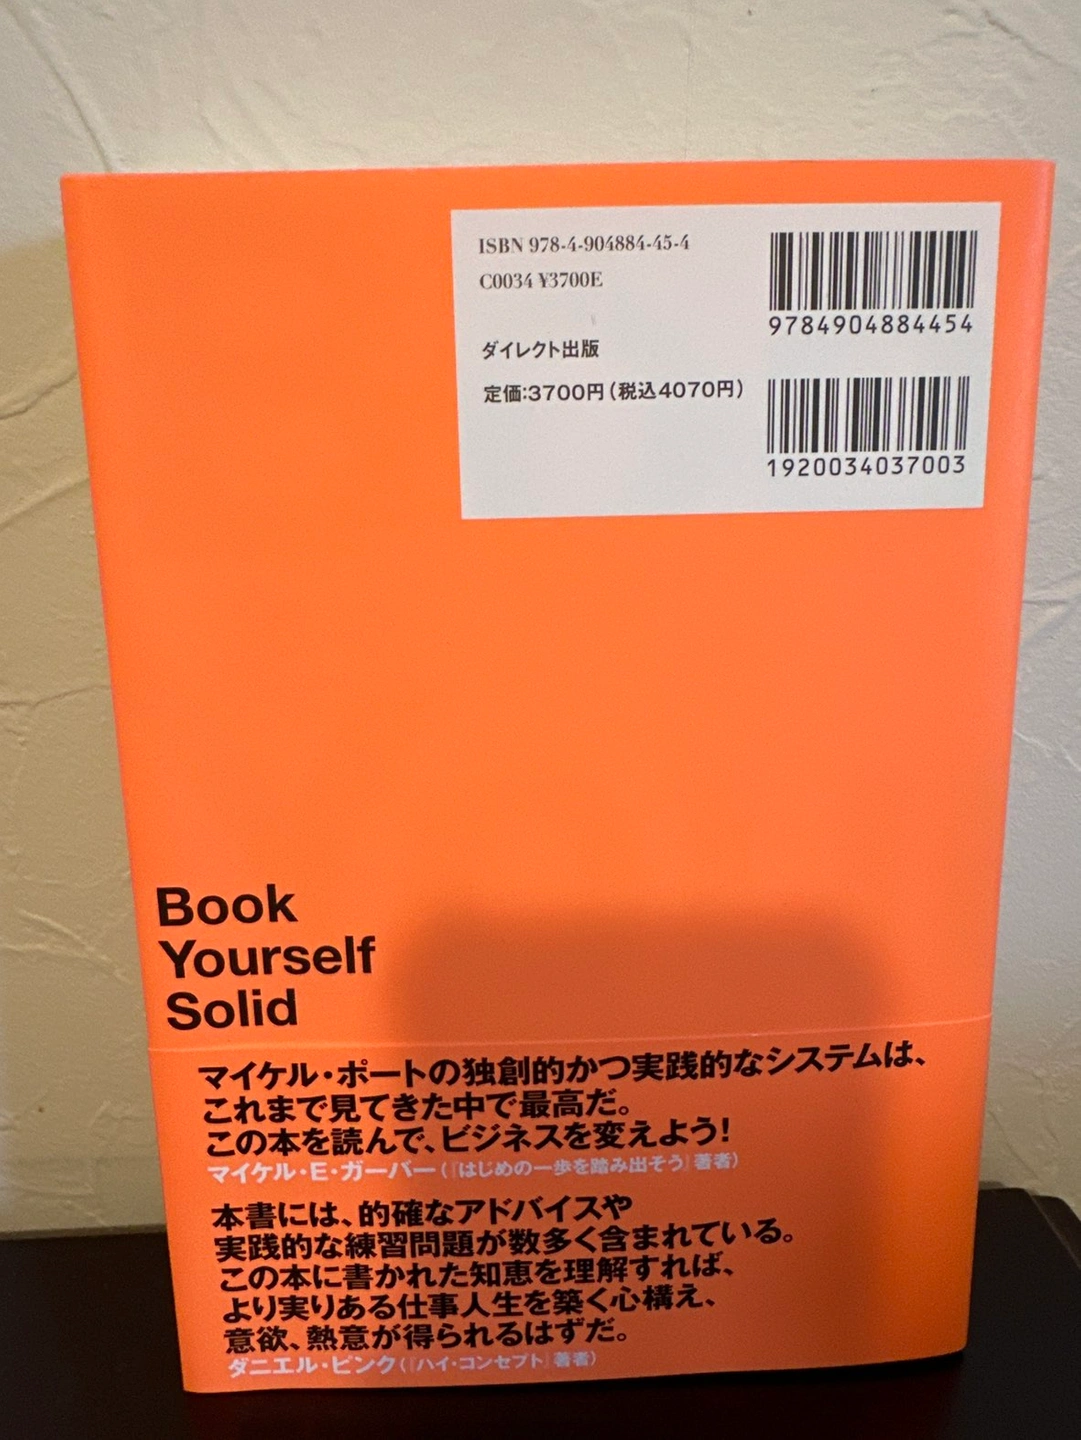 ISBN 978-4-904884-45-4
C0034 ¥3700E
ダイレクト出版
定価:3700円(税込4070円)
9784904884454
1920034037003
Book
Yourself
Solid
マイケル・ポートの独創的かつ実践的なシステムは、
これまで見てきた中で最高だ。
この本を読んで、ビジネスを変えよう!
マイケル・E・ガーバー(『はじめの一歩を踏み出そう』著者)
本書には、的確なアドバイスや
実践的な練習問題が数多く含まれている。
この本に書かれた知恵を理解すれば、
より実りある仕事人生を築く心構え、
意欲、熱意が得られるはずだ。
ダニエル・ピンク(『ハイ・コンセプト』著者)